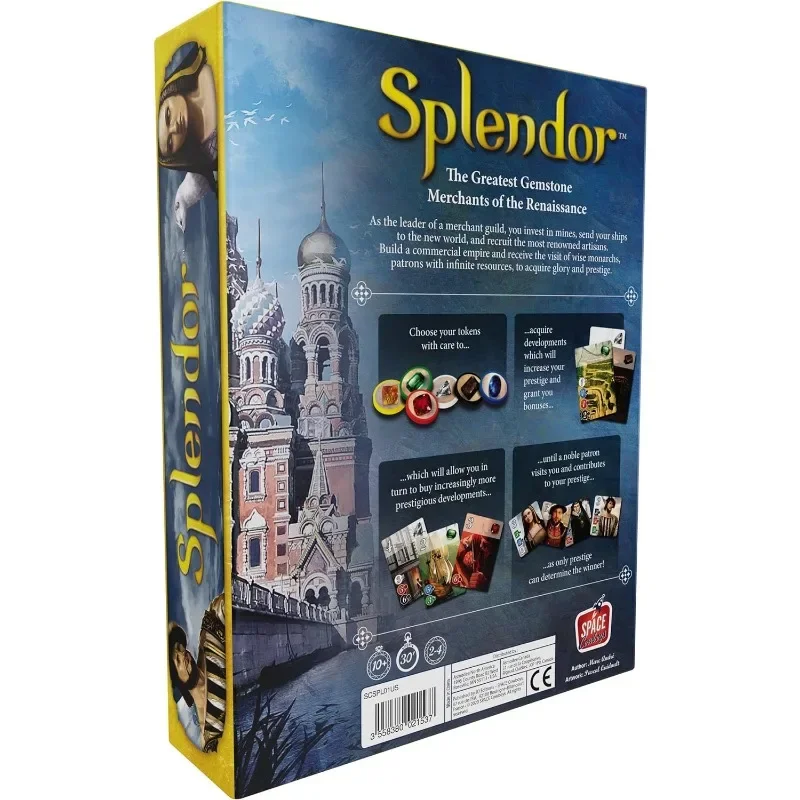 Splendor
Splendor™
The Greatest Gemstone
Merchants of the Renaissance
As the leader of a merchant guild, you invest in mines, send your ships
to the new world, and recruit the most renowned artisans.
Build a commercial empire and receive the visit of wise monarchs,
patrons with infinite resources, to acquire glory and prestige.
Choose your tokens
with care to...
...acquire
developments
which will
increase your
prestige and
grant you
bonuses...
...which will allow you in
turn to buy increasingly more
prestigious developments...
...until a noble patron
visits you and contributes
to your prestige...
...as only prestige
can determine the winner!
10+
30'
2-4
SCSPL01US
3 558380 021537
CE
SPACE
Cowboys
Author: Marc André
Artwork: Pascal Quidault